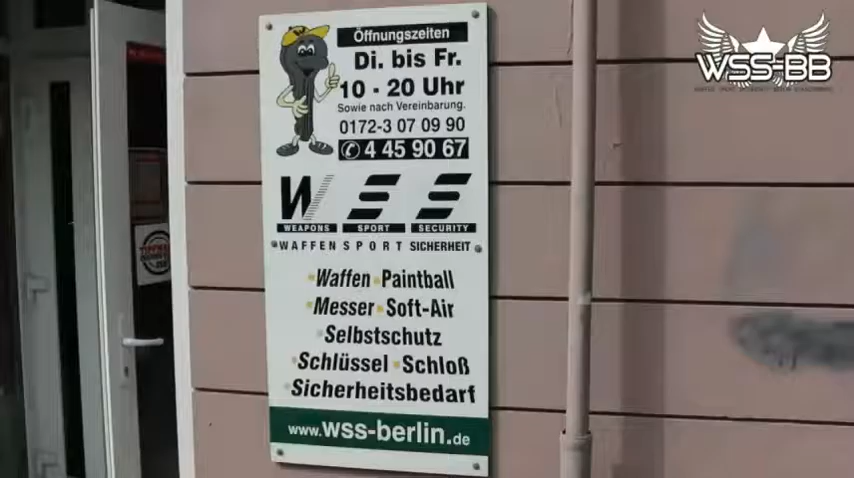 Öffnungszeiten
Di. bis Fr.
10 - 20 Uhr
Sowie nach Vereinbarung.
0172-3 07 09 90
✆ 4 45 90 67
W S S
WEAPONS SPORT SECURITY
WAFFEN SPORT SICHERHEIT
Waffen Paintball
Messer Soft-Air
Selbstschutz
Schlüssel Schloß
Sicherheitsbedarf
www.wss-berlin.de
WSS-BB